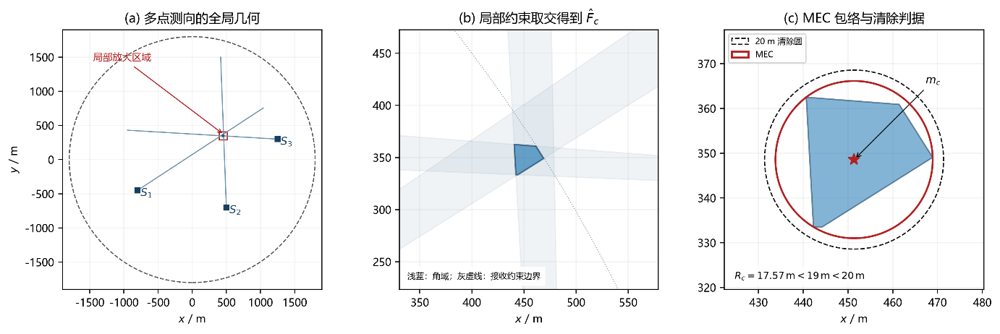 (a) 多点测向的全局几何
局部放大区域
S₁
S₂
S₃
1500
1000
500
0
-500
-1000
-1500
-1500 -1000 -500 0 500 1000 1500
y / m
x / m
(b) 局部约束取交得到 F̂_c
450
400
350
300
250
浅蓝：角域；灰虚线：接收约束边界
350 400 450 500 550
x / m
(c) MEC 包络与清除判据
20 m 清除圆
MEC
m_c
370
360
350
340
330
320
R_c = 17.57 m < 19 m < 20 m
430 440 450 460 470 480
x / m